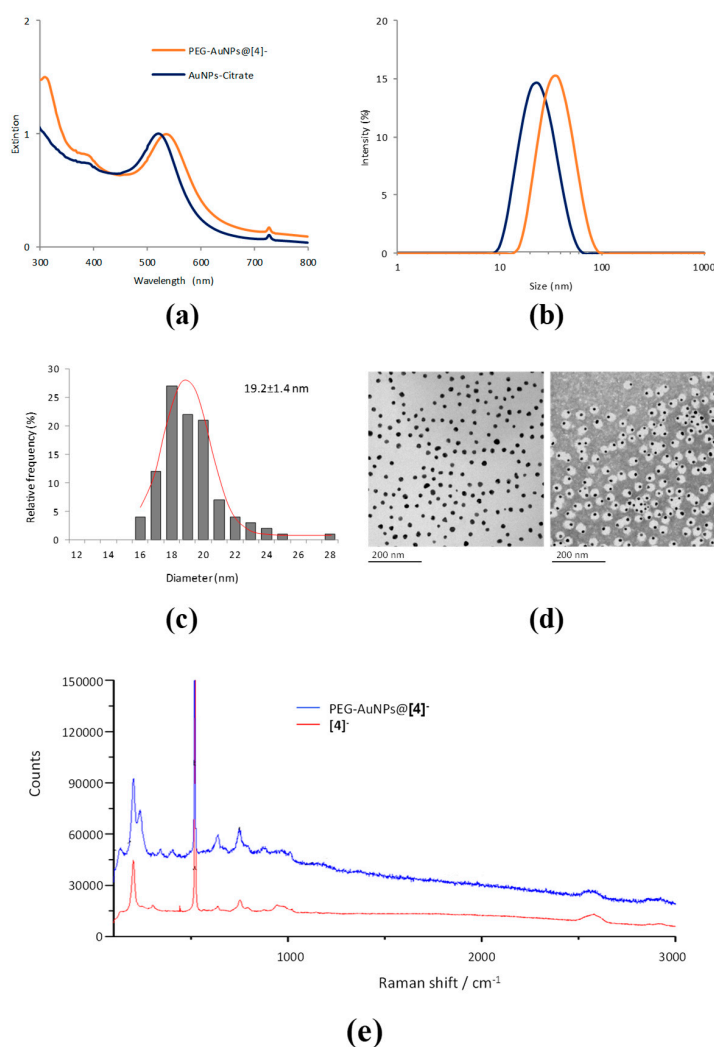 2
PEG-AuNPs@[4]-
AuNPs-Citrate
Extintion
1
0
300 400 500 600 700 800
Wavelength (nm)
(a)
20
15
Intensity (%)
10
5
0
1 10 100 1000
Size (nm)
(b)
30
25
20
15
10
5
0
19.2±1.4 nm
Relative frequency (%)
12 14 16 18 20 22 24 26 28
Diameter (nm)
(c)
200 nm 200 nm
(d)
150000
120000
90000
60000
30000
0
PEG-AuNPs@[4]-
[4]-
Counts
1000 2000 3000
Raman shift / cm-1
(e)